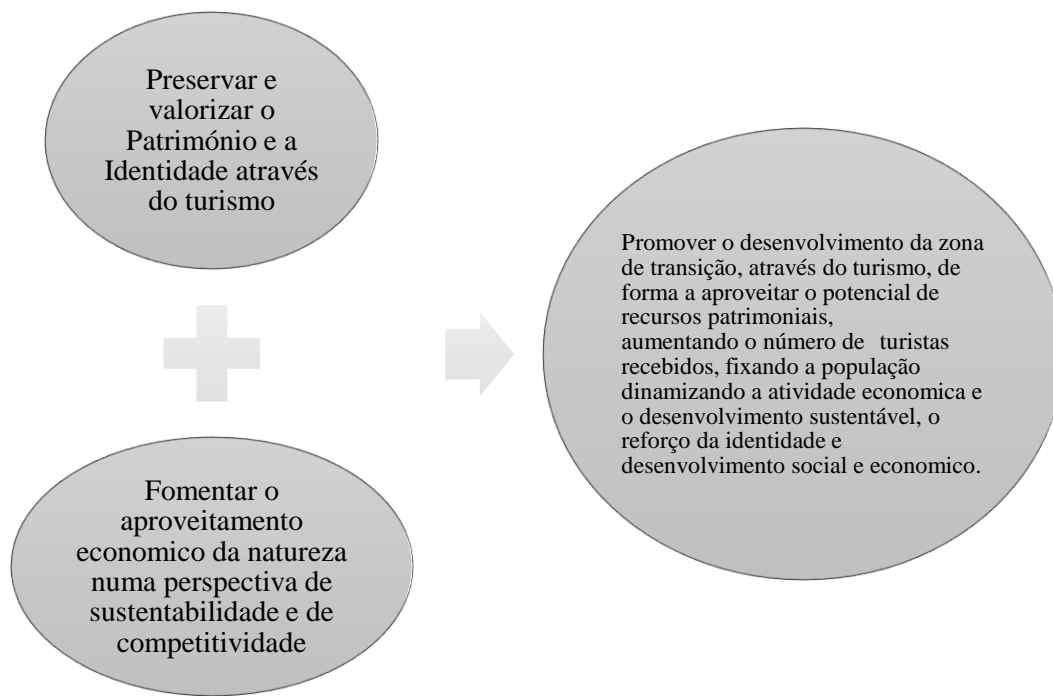 Preservar e
valorizar o
Património e a
Identidade através
do turismo
Fomentar o
aproveitamento
economico da natureza
numa perspectiva de
sustentabilidade e de
competitividade
Promover o desenvolvimento da zona
de transição, através do turismo, de
forma a aproveitar o potencial de
recursos patrimoniais,
aumentando o número de turistas
recebidos, fixando a população
dinamizando a atividade economica e
o desenvolvimento sustentável, o
reforço da identidade e
desenvolvimento social e economico.